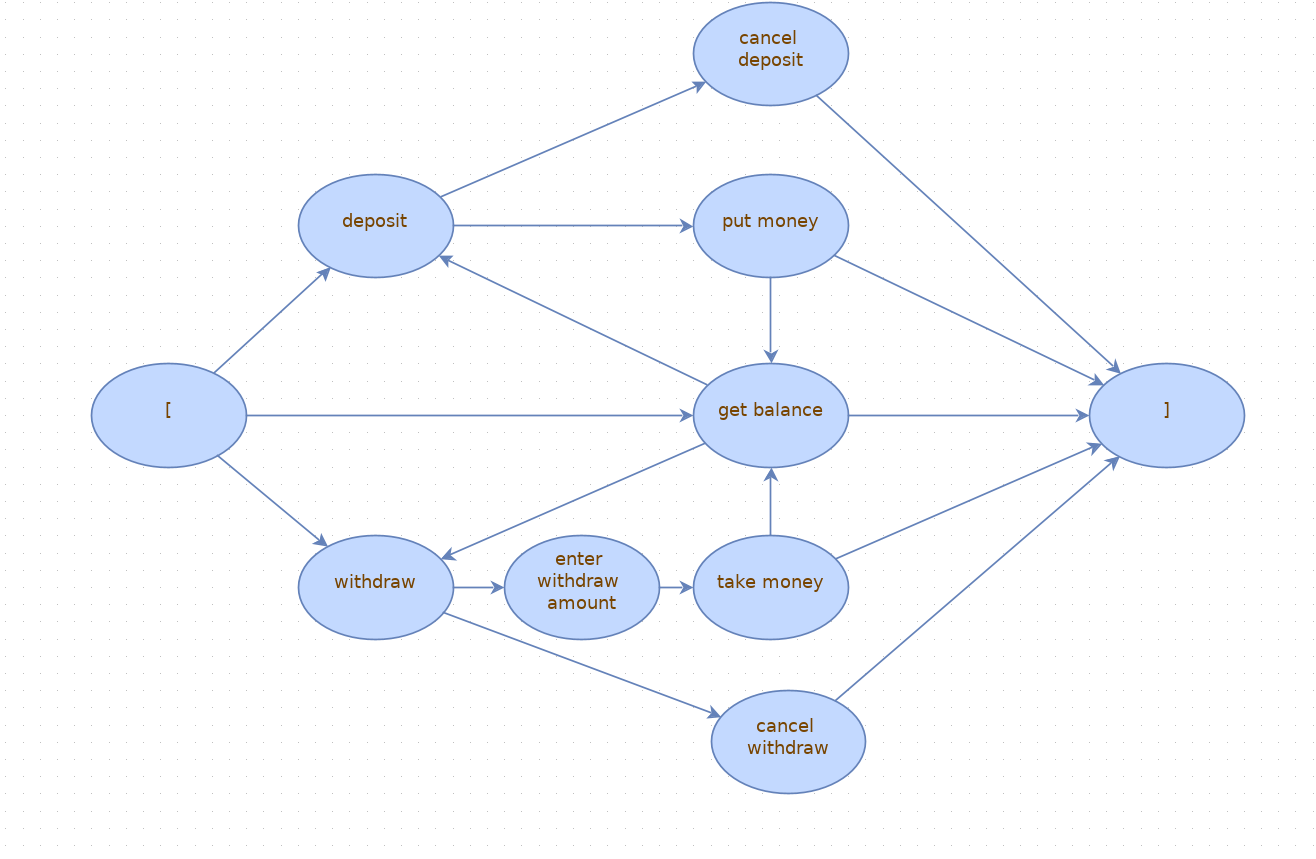 cancel
deposit
deposit
put money
[
get balance
]
withdraw
enter
withdraw
amount
take money
cancel
withdraw